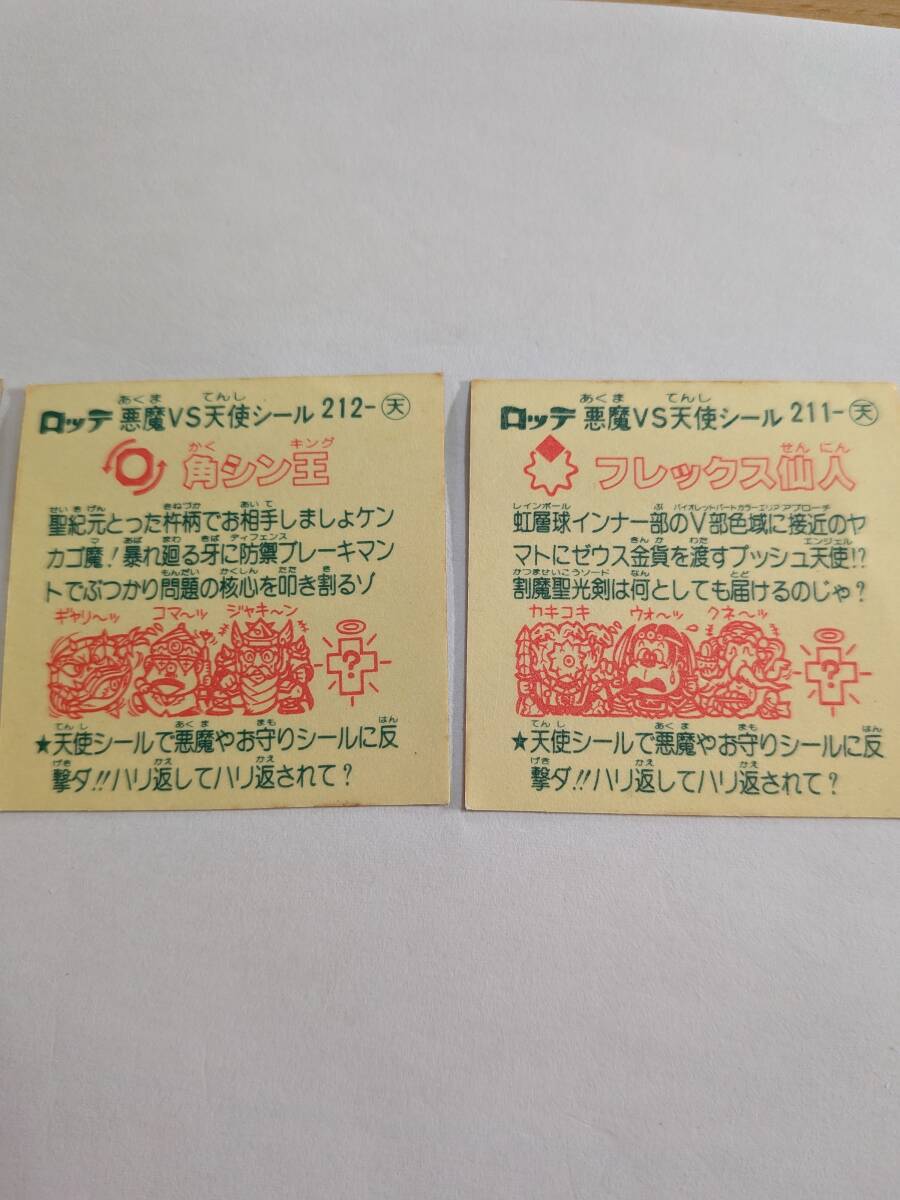 ロッテ 悪魔VS天使シール 212-天
角シン王
聖紀元とった杵柄でお相手しましょケン
カゴ魔!暴れ廻る牙に防禦ブレーキマン
トでぶつかり問題の核心を叩き割るゾ
ギャリ〜ッ コマ〜ッ ジャキ〜ン
?
★天使シールで悪魔やお守りシールに反
撃ダ!!ハリ返してハリ返されて?
ロッテ 悪魔VS天使シール 211-天
フレックス仙人
虹層球インナー部のV部色域に接近のヤ
マトにゼウス金貨を渡すプッシュ天使!?
割魔聖光剣は何としても届けるのじゃ?
カキコキ ウォ〜ッ クネ〜ッ
?
★天使シールで悪魔やお守りシールに反
撃ダ!!ハリ返してハリ返されて?